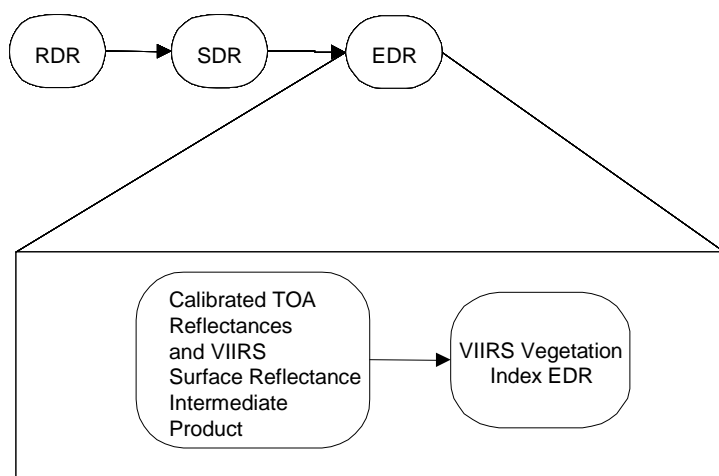 RDR
SDR
EDR
Calibrated TOA
Reflectances
and VIIRS
Surface Reflectance
Intermediate
Product
VIIRS Vegetation
Index EDR